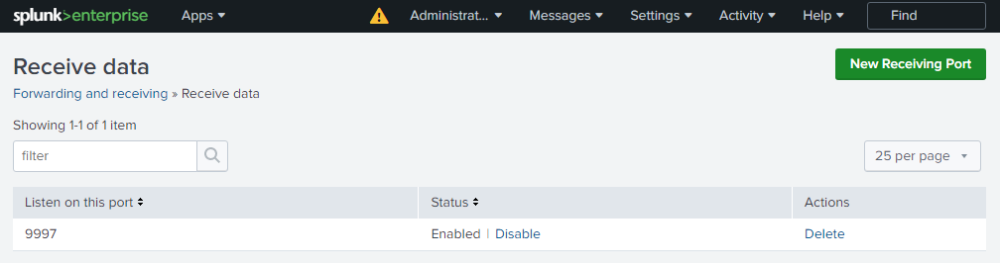 splunk>enterprise Apps ▾ Administrat... ▾ Messages ▾ Settings ▾ Activity ▾ Help ▾ Find
Receive data New Receiving Port
Forwarding and receiving » Receive data
Showing 1-1 of 1 item
filter 25 per page
Listen on this port Status Actions
9997 Enabled | Disable Delete